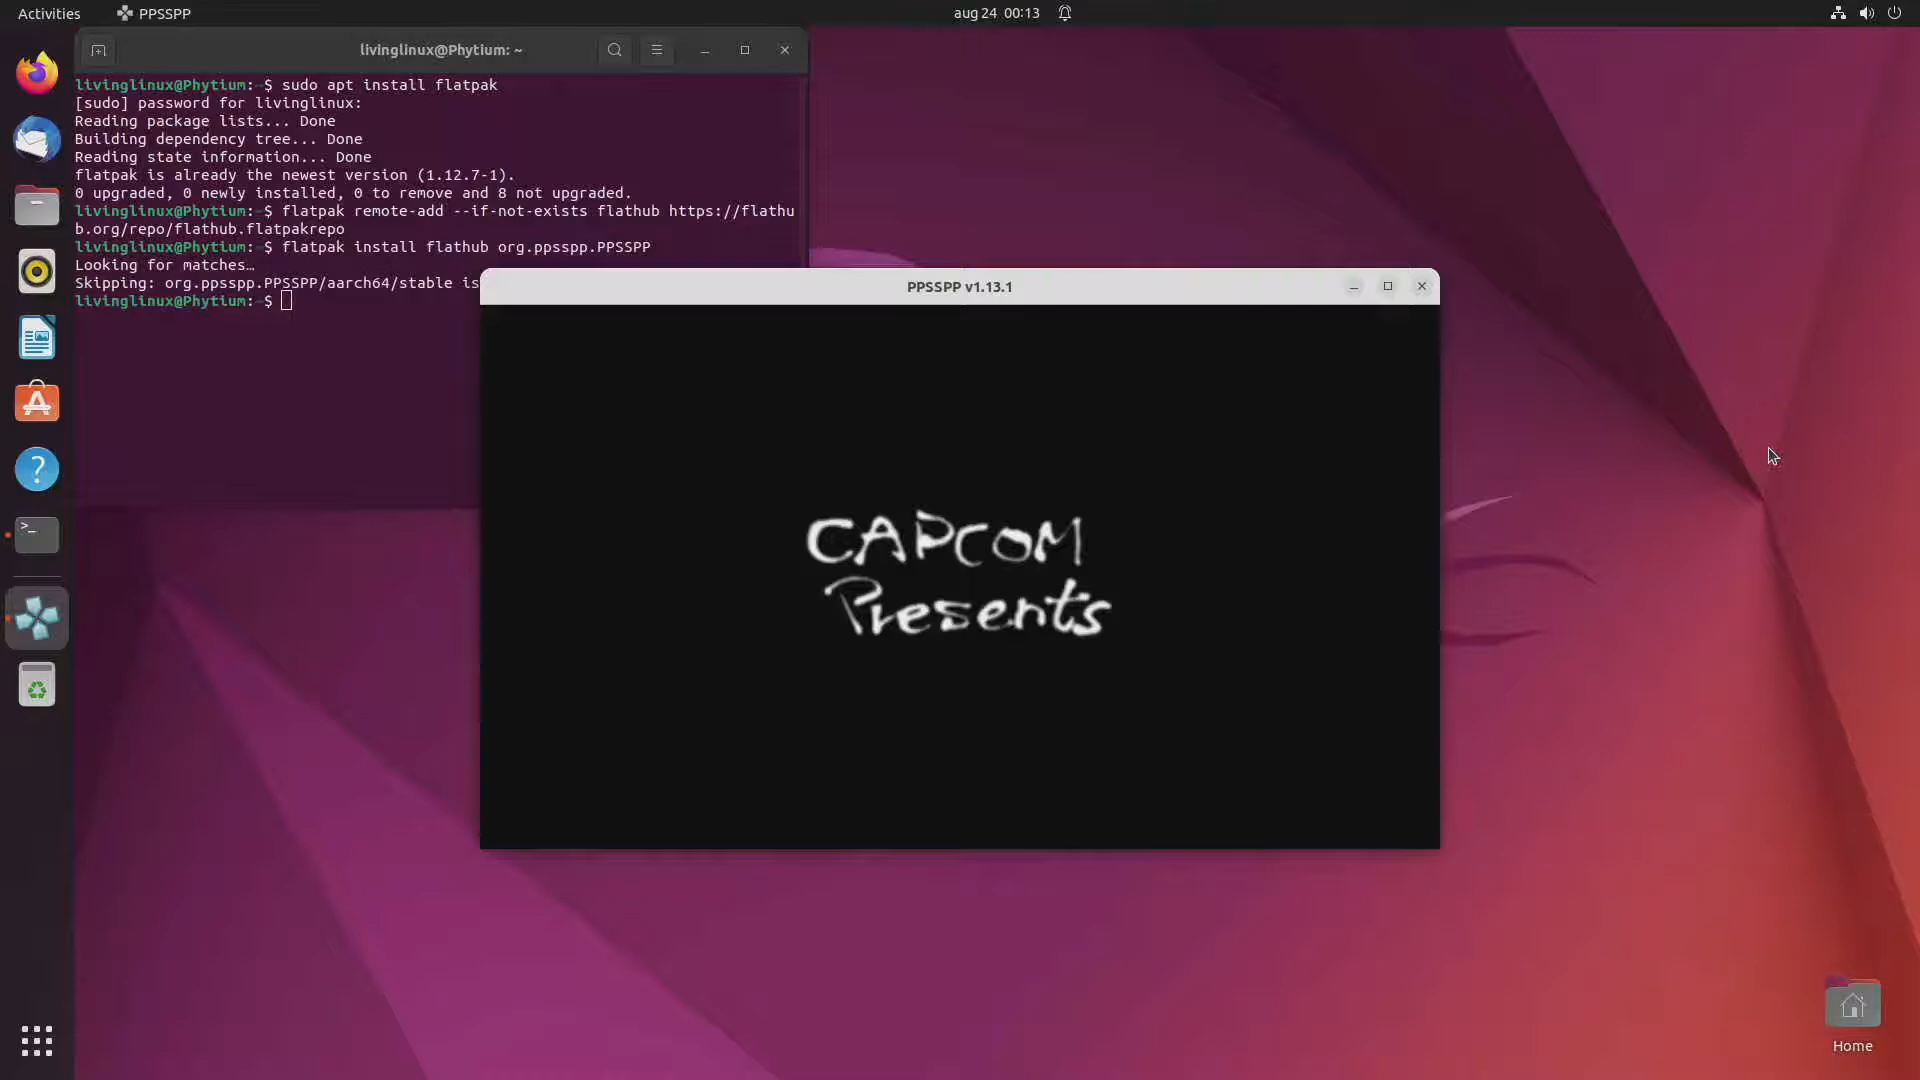 Activities PPSSPP aug 24 00:13
livinglinux@Phytium: ~
livinglinux@Phytium:~$ sudo apt install flatpak
[sudo] password for livinglinux:
Reading package lists... Done
Building dependency tree... Done
Reading state information... Done
flatpak is already the newest version (1.12.7-1).
0 upgraded, 0 newly installed, 0 to remove and 8 not upgraded.
livinglinux@Phytium:~$ flatpak remote-add --if-not-exists flathub https://flathu
b.org/repo/flathub.flatpakrepo
livinglinux@Phytium:~$ flatpak install flathub org.ppsspp.PPSSPP
Looking for matches…
Skipping: org.ppsspp.PPSSPP/aarch64/stable is
livinglinux@Phytium:~$
PPSSPP v1.13.1
CAPCOM
Presents
Home